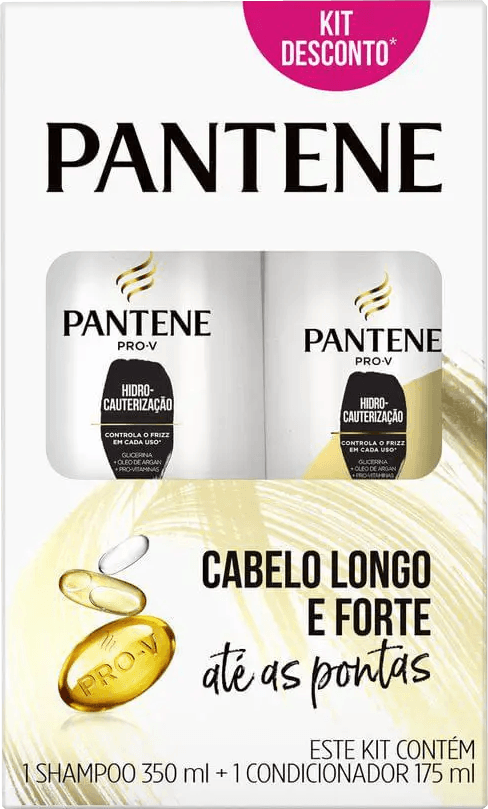 KIT
DESCONTO*
PANTENE
PANTENE
PRO-V
HIDRO-
CAUTERIZAÇÃO
CONTROLA O FRIZZ
EM CADA USO*
GLICERINA
+ ÓLEO DE ARGAN
+ PRO-VITAMINAS
PANTENE
PRO-V
HIDRO-
CAUTERIZAÇÃO
CONTROLA O FRIZZ
EM CADA USO*
GLICERINA
+ ÓLEO DE ARGAN
+ PRO-VITAMINAS
CABELO LONGO
E FORTE
até as pontas
PRO-V
ESTE KIT CONTÉM
1 SHAMPOO 350 ml + 1 CONDICIONADOR 175 ml